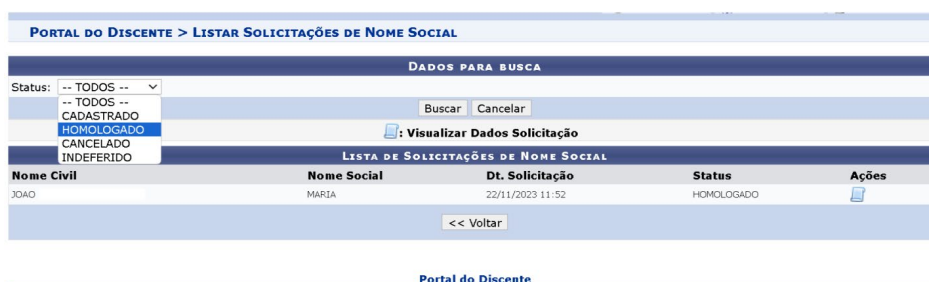 PORTAL DO DISCENTE > LISTAR SOLICITAÇÕES DE NOME SOCIAL
DADOS PARA BUSCA
Status: -- TODOS --
-- TODOS --
CADASTRADO
HOMOLOGADO
CANCELADO
INDEFERIDO
Buscar Cancelar
: Visualizar Dados Solicitação
LISTA DE SOLICITAÇÕES DE NOME SOCIAL
Nome Civil Nome Social Dt. Solicitação Status Ações
JOAO MARIA 22/11/2023 11:52 HOMOLOGADO
<< Voltar
Portal do Discente